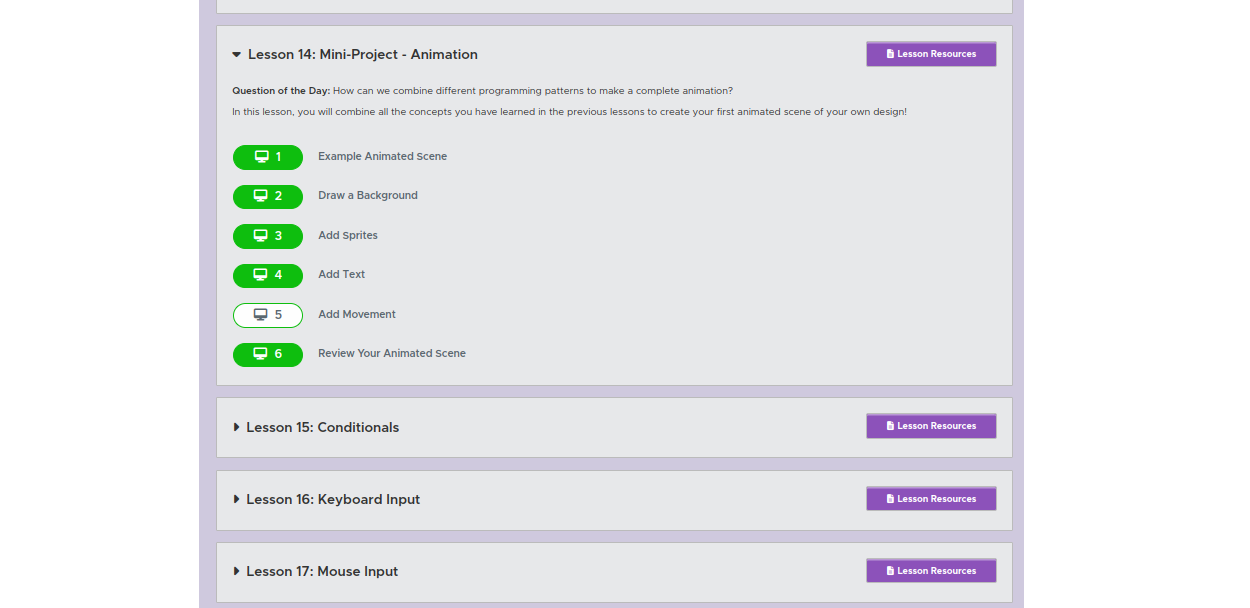 Lesson 14: Mini-Project - Animation
Lesson Resources
Question of the Day: How can we combine different programming patterns to make a complete animation?
In this lesson, you will combine all the concepts you have learned in the previous lessons to create your first animated scene of your own design!
1 Example Animated Scene
2 Draw a Background
3 Add Sprites
4 Add Text
5 Add Movement
6 Review Your Animated Scene
Lesson 15: Conditionals
Lesson Resources
Lesson 16: Keyboard Input
Lesson Resources
Lesson 17: Mouse Input
Lesson Resources